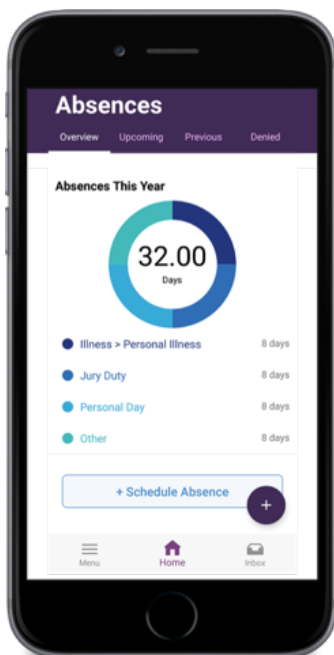 Absences
Overview Upcoming Previous Denied
Absences This Year
32.00
Days
Illness > Personal Illness 8 days
Jury Duty 8 days
Personal Day 8 days
Other 8 days
+ Schedule Absence
+
Menu Home Inbox